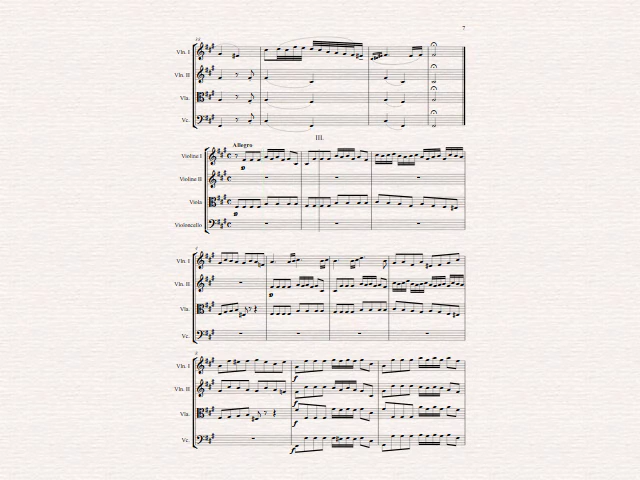 7
Vln. I
Vln. II
Vla.
Vc.
III.
Allegro
Violine I
Violine II
Viola
Violoncello
Vln. I
Vln. II
Vla.
Vc.
Vln. I
Vln. II
Vla.
Vc.